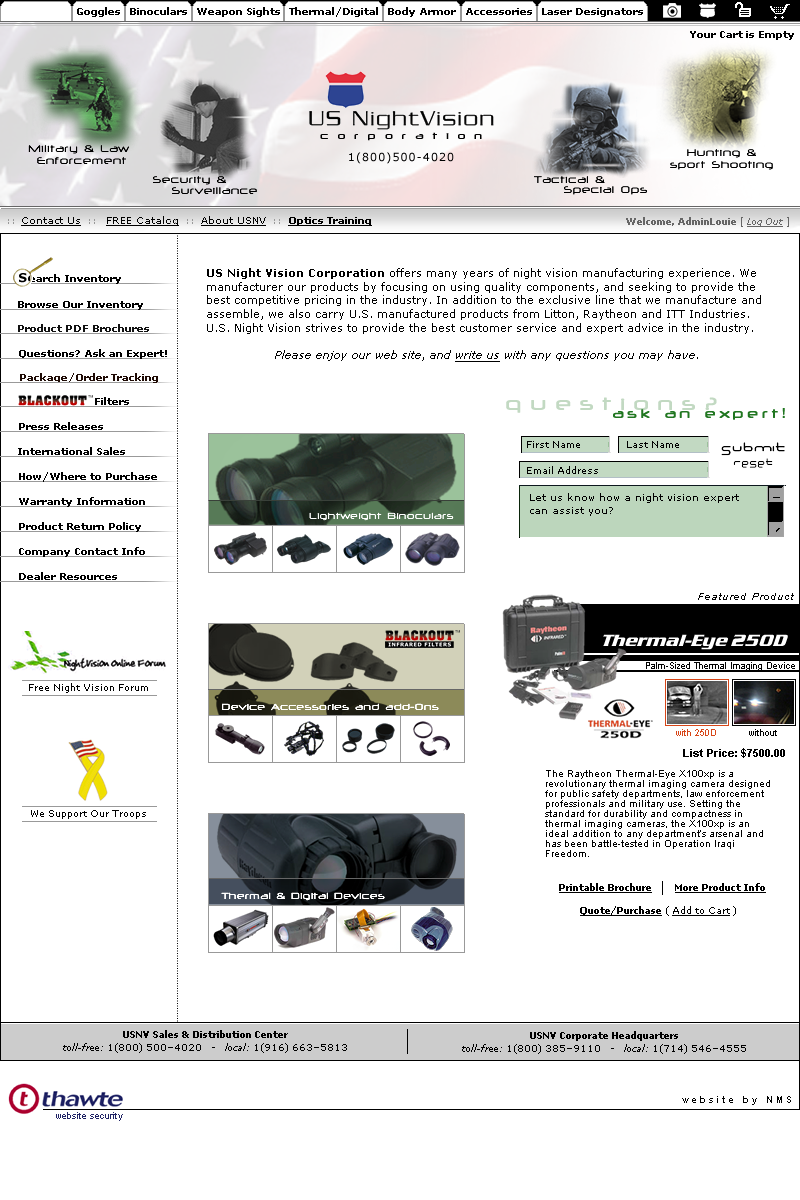 Goggles Binoculars Weapon Sights Thermal/Digital Body Armor Accessories Laser Designators
Your Cart is Empty
Military & Law
Enforcement
Security &
Surveillance
US NightVision
corporation
1(800)500-4020
Tactical &
Special Ops
Hunting &
sport Shooting
:: Contact Us :: FREE Catalog :: About USNV :: Optics Training
Welcome, AdminLouie [ Log Out ]
Search Inventory
Browse Our Inventory
Product PDF Brochures
Questions? Ask an Expert!
Package/Order Tracking
BLACKOUT™ Filters
Press Releases
International Sales
How/Where to Purchase
Warranty Information
Product Return Policy
Company Contact Info
Dealer Resources
NightVision Online Forum
Free Night Vision Forum
We Support Our Troops
US Night Vision Corporation offers many years of night vision manufacturing experience. We
manufacturer our products by focusing on using quality components, and seeking to provide the
best competitive pricing in the industry. In addition to the exclusive line that we manufacture and
assemble, we also carry U.S. manufactured products from Litton, Raytheon and ITT Industries.
U.S. Night Vision strives to provide the best customer service and expert advice in the industry.
Please enjoy our web site, and write us with any questions you may have.
Lightweight Binoculars
BLACKOUT™
INFRARED FILTERS
Device Accessories and add-Ons
Thermal & Digital Devices
questions?
ask an expert!
First Name Last Name
submit
Email Address
reset
Let us know how a night vision expert
can assist you?
Featured Product
Raytheon
INFRARED
Thermal-Eye 250D
Palm-Sized Thermal Imaging Device
THERMAL-EYE
250D
with 250D without
List Price: $7500.00
The Raytheon Thermal-Eye X100xp is a
revolutionary thermal imaging camera designed
for public safety departments, law enforcement
professionals and military use. Setting the
standard for durability and compactness in
thermal imaging cameras, the X100xp is an
ideal addition to any department's arsenal and
has been battle-tested in Operation Iraqi
Freedom.
Printable Brochure | More Product Info
Quote/Purchase ( Add to Cart )
USNV Sales & Distribution Center
toll-free: 1(800) 500-4020 - local: 1(916) 663-5813
USNV Corporate Headquarters
toll-free: 1(800) 385-9110 - local: 1(714) 546-4555
thawte
website security
website by NMS